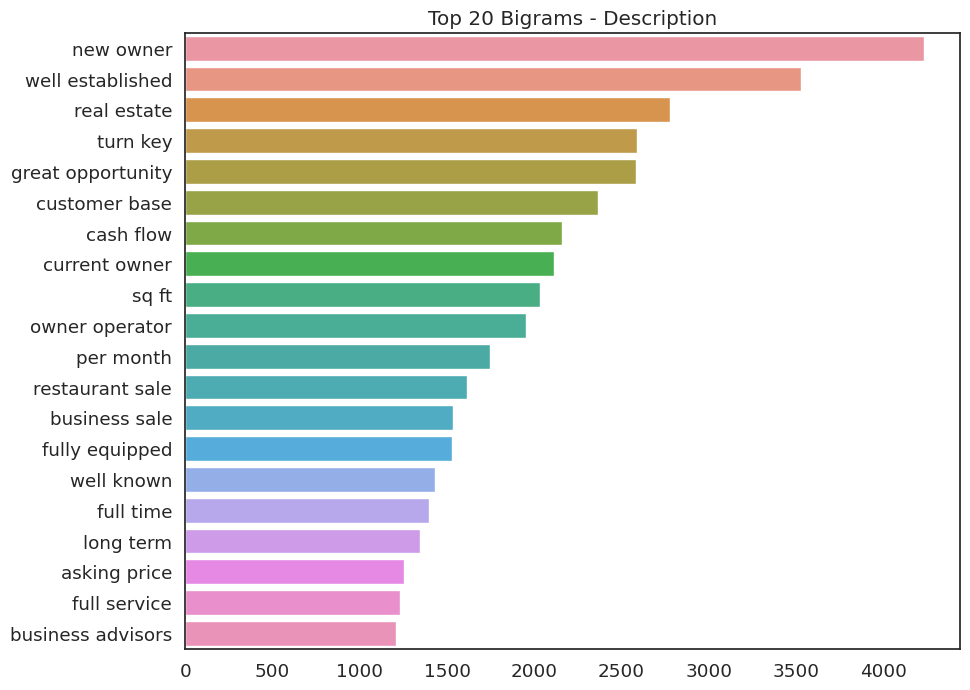 Top 20 Bigrams - Description
new owner
well established
real estate
turn key
great opportunity
customer base
cash flow
current owner
sq ft
owner operator
per month
restaurant sale
business sale
fully equipped
well known
full time
long term
asking price
full service
business advisors
0 500 1000 1500 2000 2500 3000 3500 4000